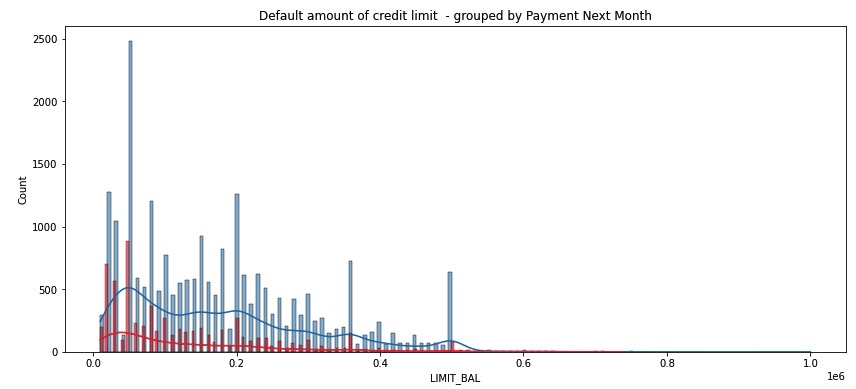 Default amount of credit limit  - grouped by Payment Next Month
2500
2000
1500
1000
500
0
Count
0.0 0.2 0.4 0.6 0.8 1.0
1e6
LIMIT_BAL